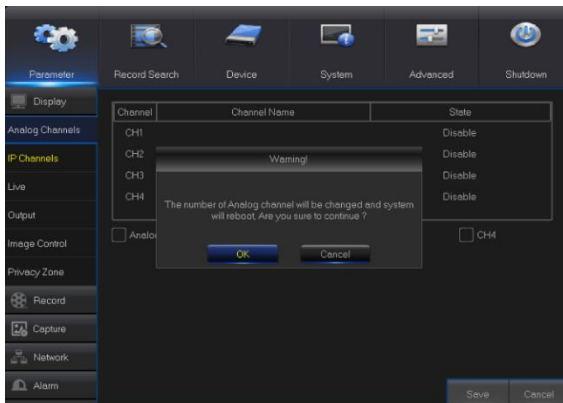 Parameter
Record Search
Device
System
Advanced
Shutdown
Display
Analog Channels
IP Channels
Live
Output
Image Control
Privacy Zone
Record
Capture
Network
Alarm
Channel Channel Name State
CH1 Disable
CH2 Disable
CH3 Disable
CH4 Disable
Warning!
The number of Analog channel will be changed and system
will reboot, Are you sure to continue ?
OK Cancel
CH4
Save Cancel